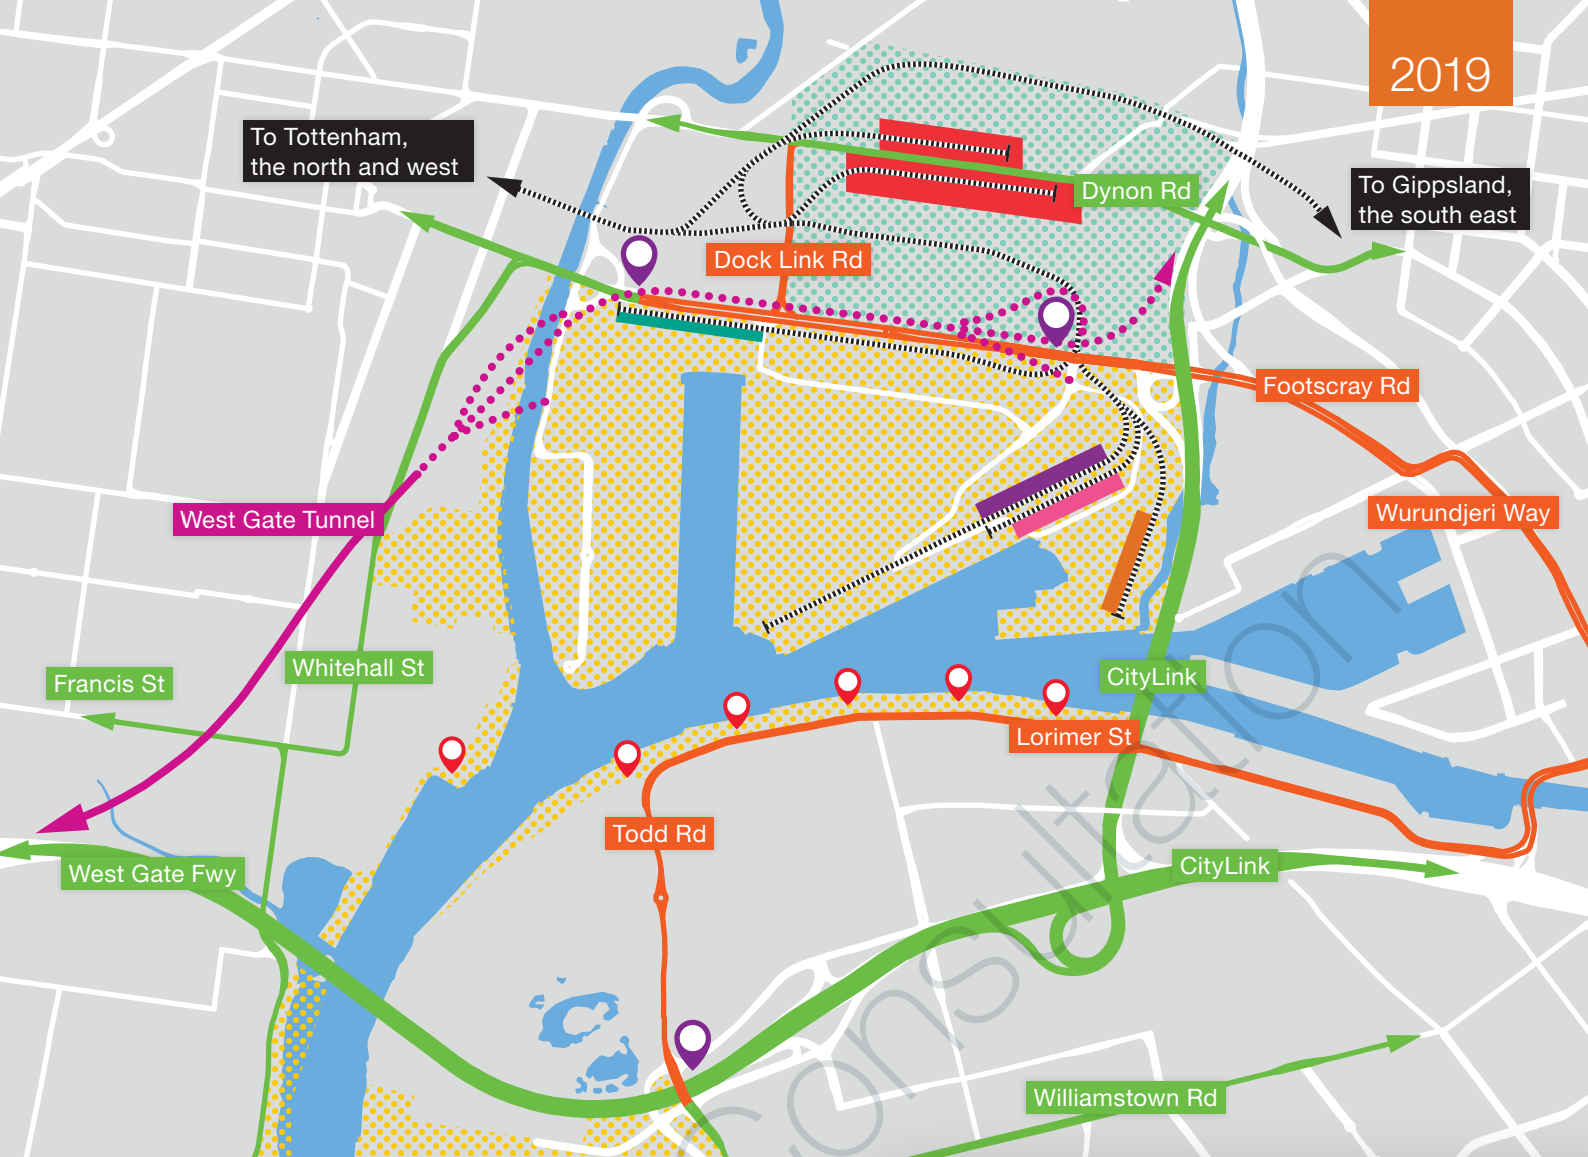 2019
To Tottenham,
the north and west
To Gippsland,
the south east
Dynon Rd
Dock Link Rd
Footscray Rd
Wurundjeri Way
West Gate Tunnel
Whitehall St
Francis St
CityLink
Lorimer St
Todd Rd
CityLink
West Gate Fwy
Williamstown Rd
onsultation